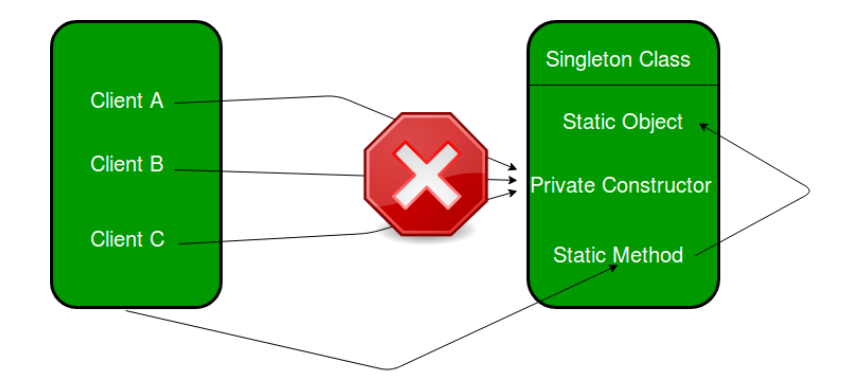 Client A
Client B
Client C
Singleton Class
Static Object
Private Constructor
Static Method